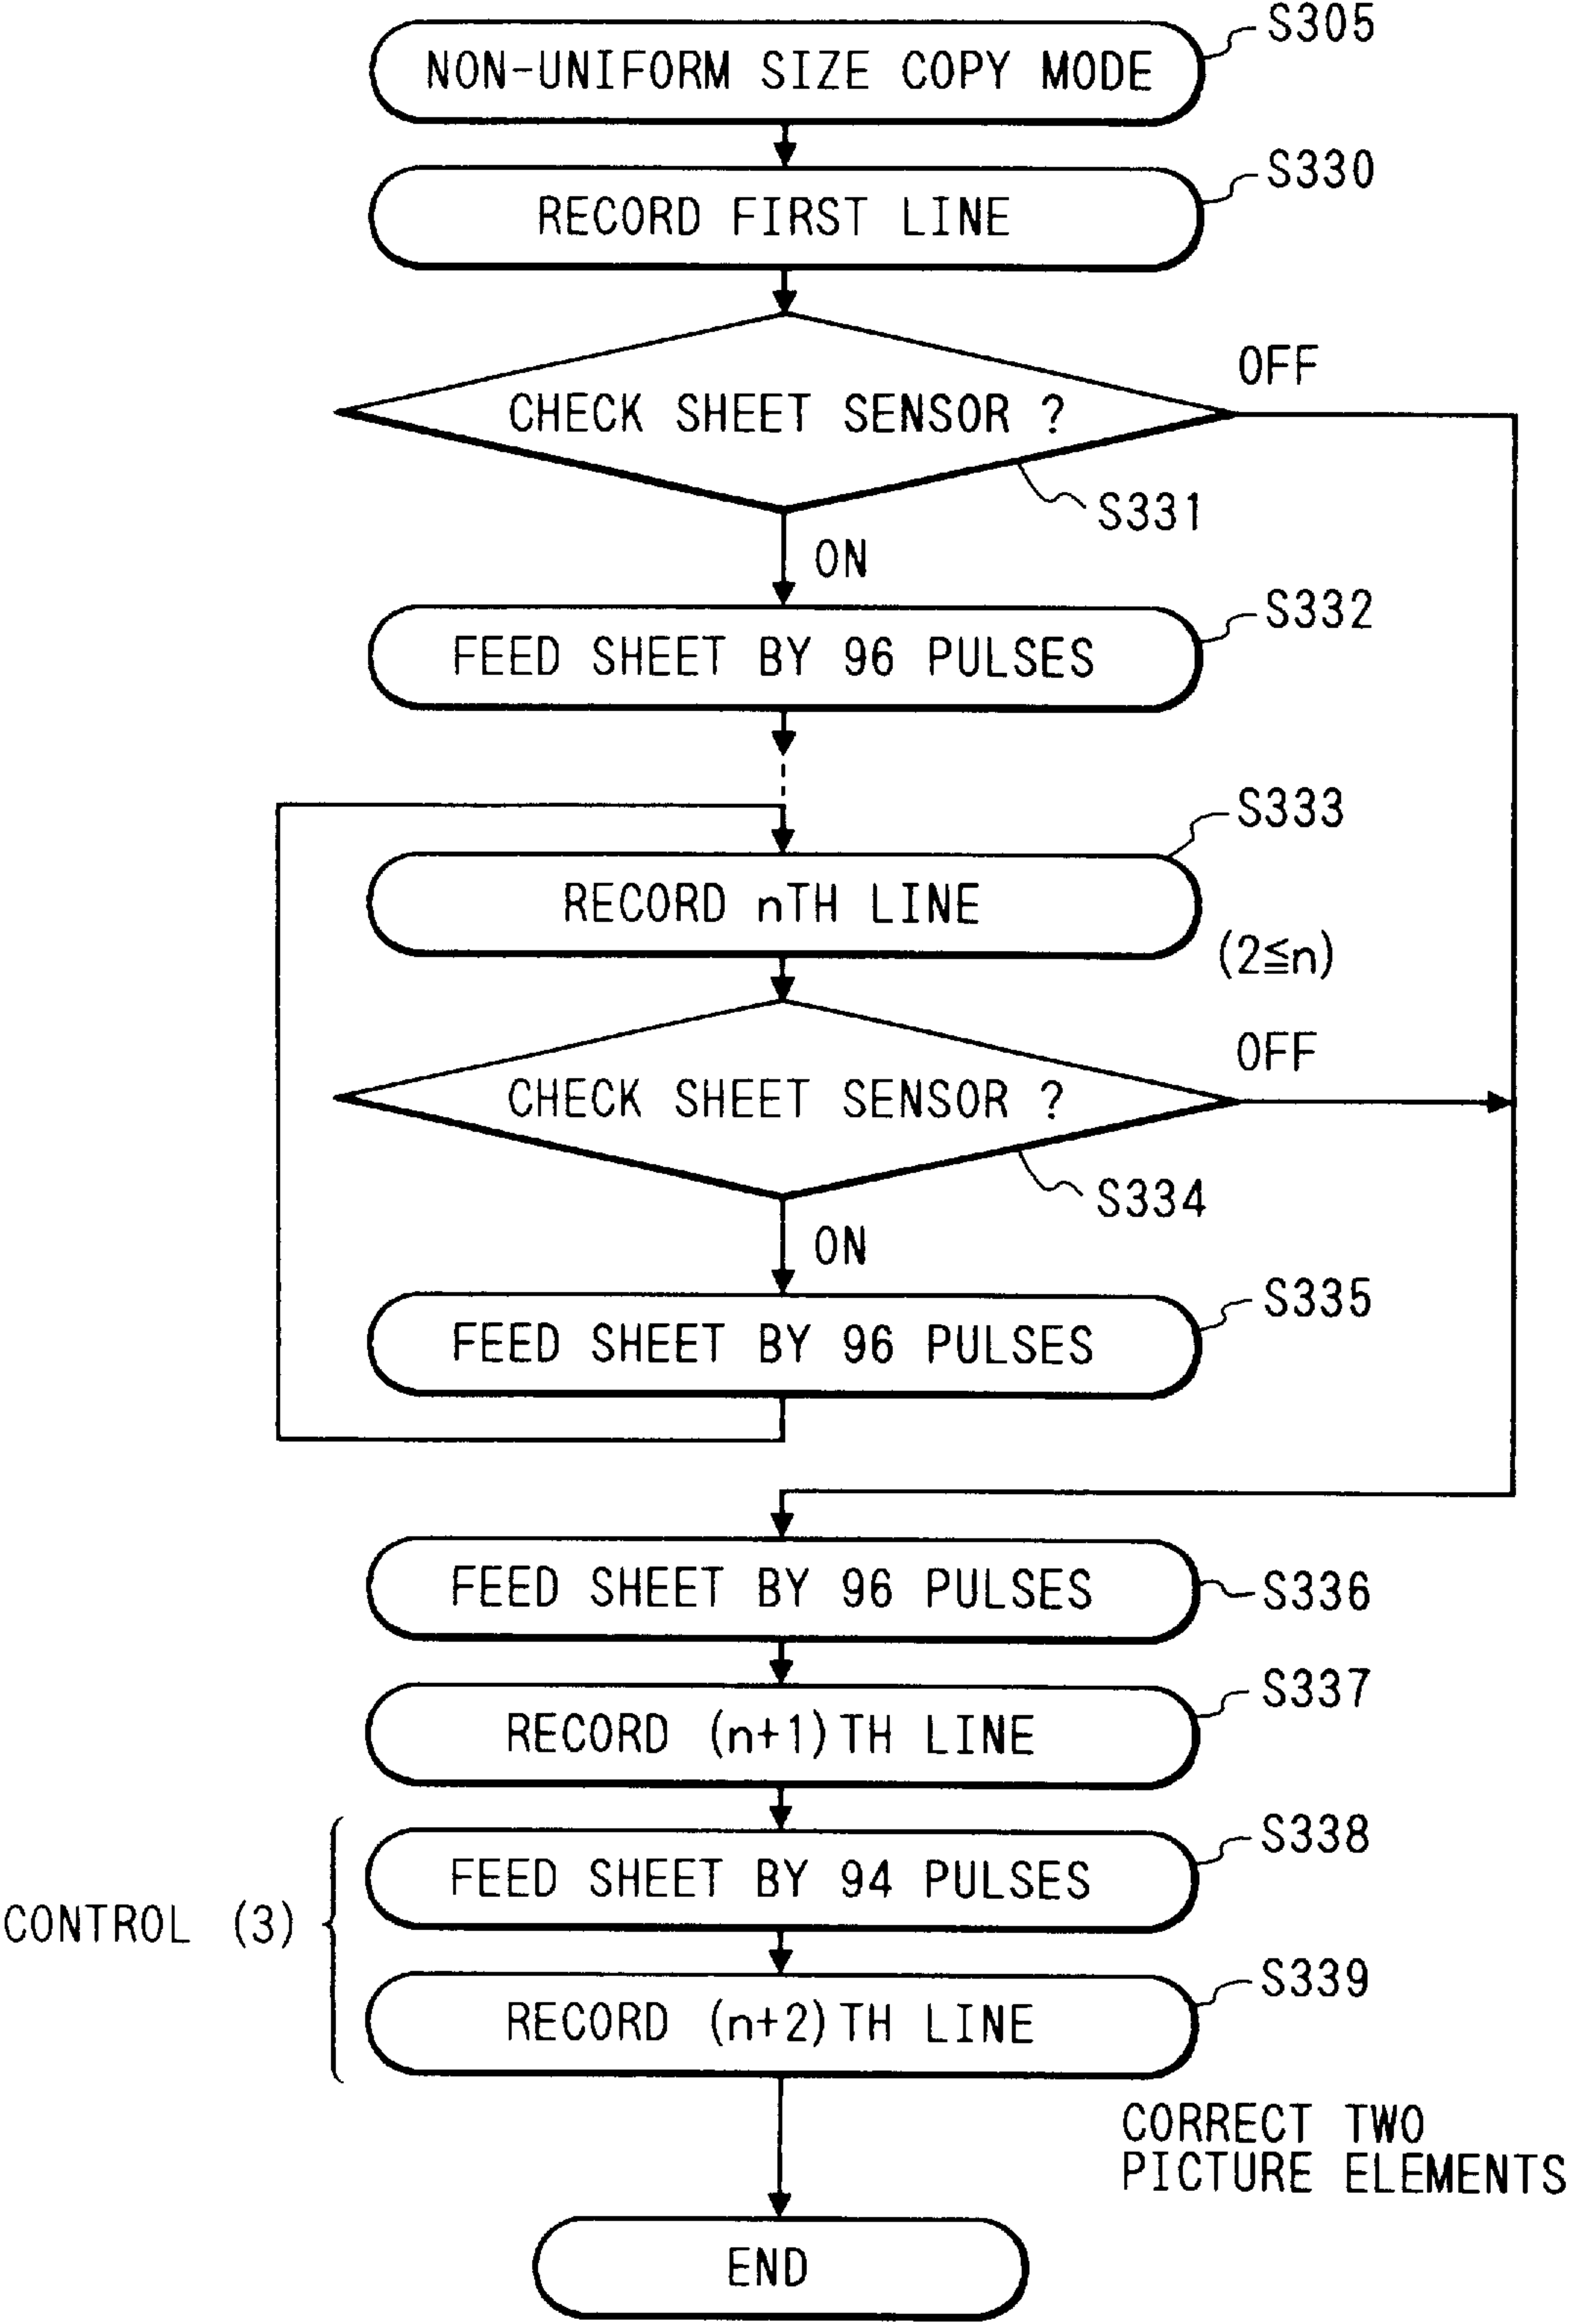 S305
NON-UNIFORM SIZE COPY MODE
S330
RECORD FIRST LINE
OFF
CHECK SHEET SENSOR ?
S331
ON
S332
FEED SHEET BY 96 PULSES
S333
RECORD nTH LINE
(2≦n)
OFF
CHECK SHEET SENSOR ?
S334
ON
S335
FEED SHEET BY 96 PULSES
FEED SHEET BY 96 PULSES
S336
S337
RECORD (n+1)TH LINE
S338
FEED SHEET BY 94 PULSES
CONTROL (3)
S339
RECORD (n+2)TH LINE
CORRECT TWO
PICTURE ELEMENTS
END